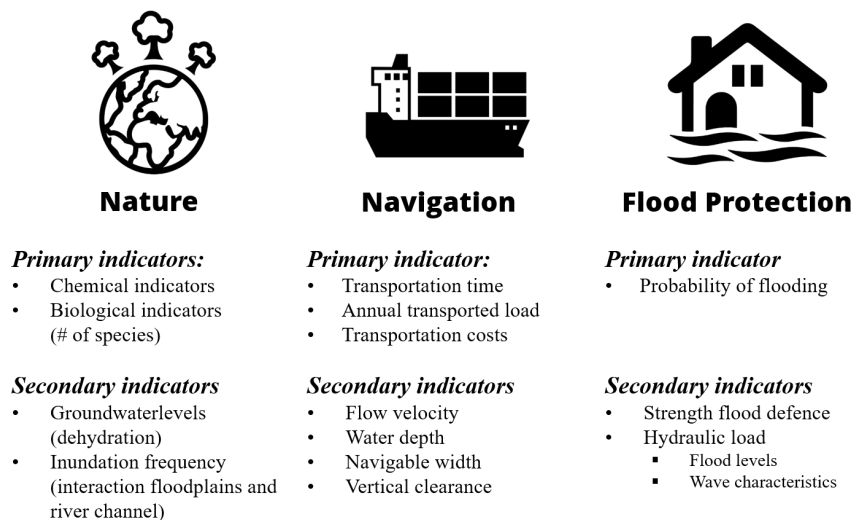 Nature
Primary indicators:
• Chemical indicators
• Biological indicators
(# of species)
Secondary indicators
• Groundwaterlevels
(dehydration)
• Inundation frequency
(interaction floodplains and
river channel)
Navigation
Primary indicator:
• Transportation time
• Annual transported load
• Transportation costs
Secondary indicators
• Flow velocity
• Water depth
• Navigable width
• Vertical clearance
Flood Protection
Primary indicator
• Probability of flooding
Secondary indicators
• Strength flood defence
• Hydraulic load
▪ Flood levels
▪ Wave characteristics